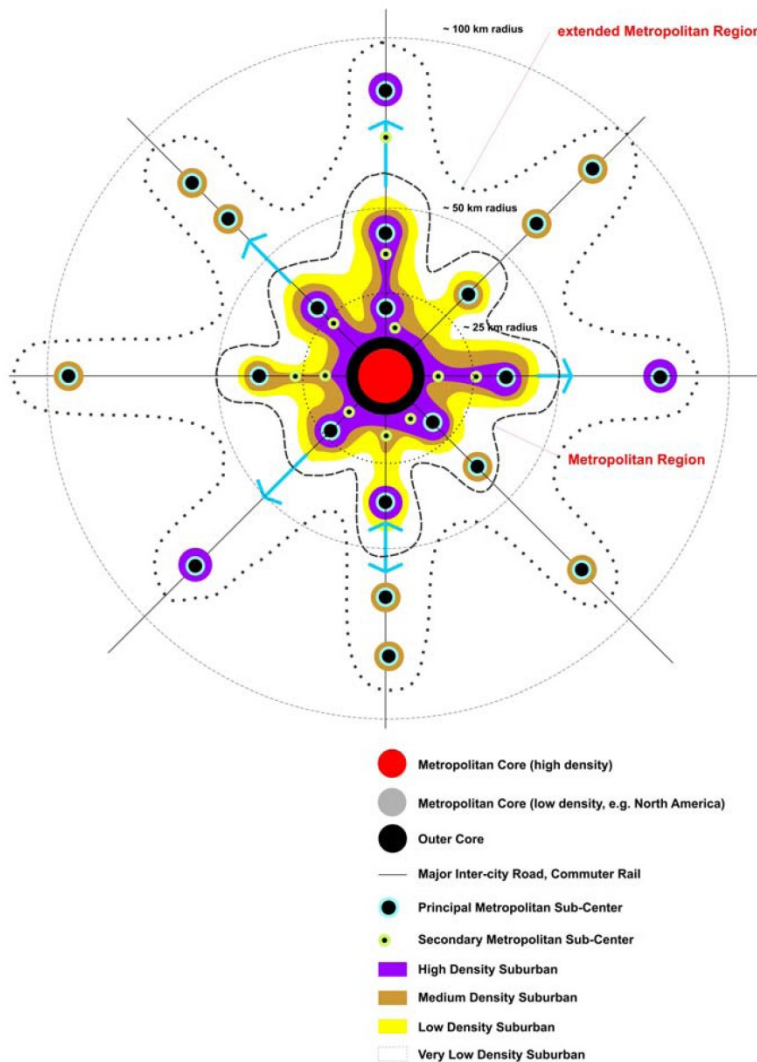 ~ 100 km radius
extended Metropolitan Region
~ 50 km radius
~ 25 km radius
Metropolitan Region
Metropolitan Core (high density)
Metropolitan Core (low density, e.g. North America)
Outer Core
Major Inter-city Road, Commuter Rail
Principal Metropolitan Sub-Center
Secondary Metropolitan Sub-Center
High Density Suburban
Medium Density Suburban
Low Density Suburban
Very Low Density Suburban